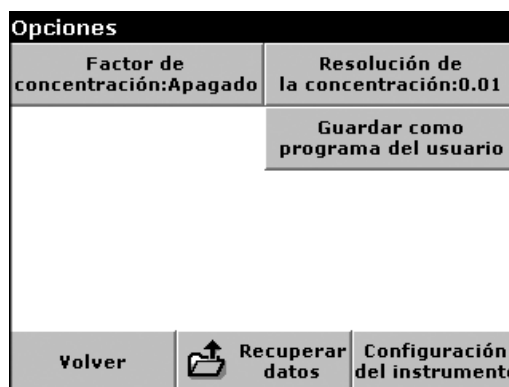 Opciones
Factor de
concentración:Apagado
Resolución de
la concentración:0.01
Guardar como
programa del usuario
Volver
Recuperar
datos
Configuración
del instrumento